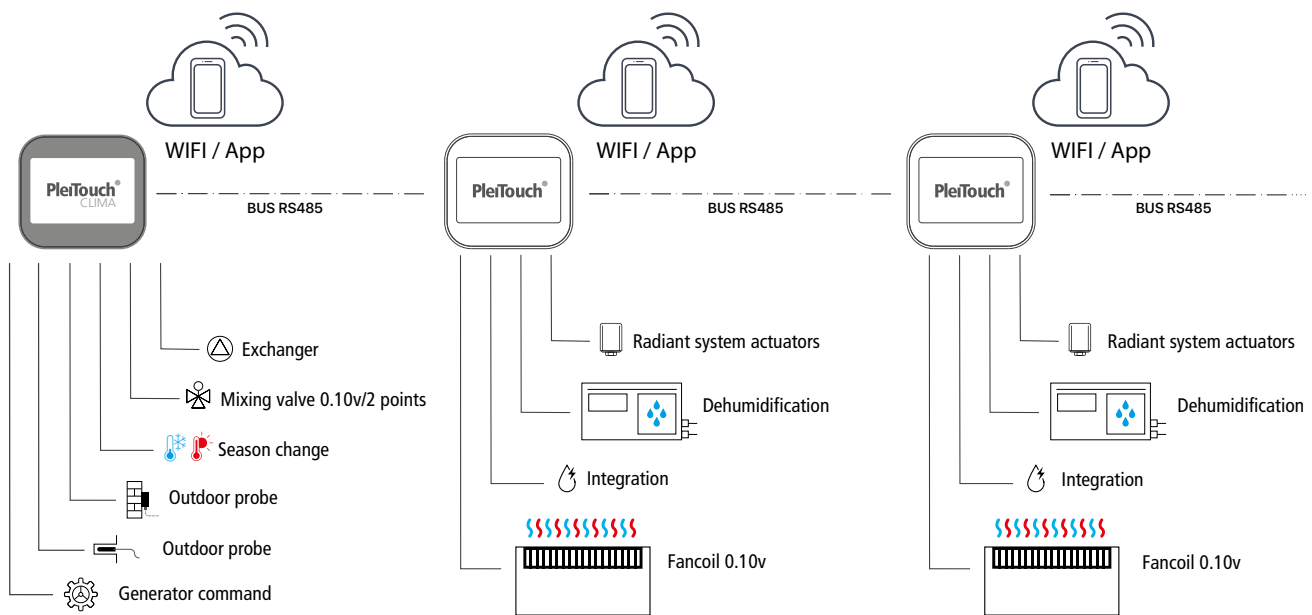 WIFI / App
WIFI / App
WIFI / App
PleiTouch®
CLIMA
BUS RS485
PleiTouch®
BUS RS485
PleiTouch®
BUS RS485
Exchanger
Mixing valve 0.10v/2 points
Season change
Outdoor probe
Outdoor probe
Generator command
Radiant system actuators
Dehumidification
Integration
Fancoil 0.10v
Radiant system actuators
Dehumidification
Integration
Fancoil 0.10v